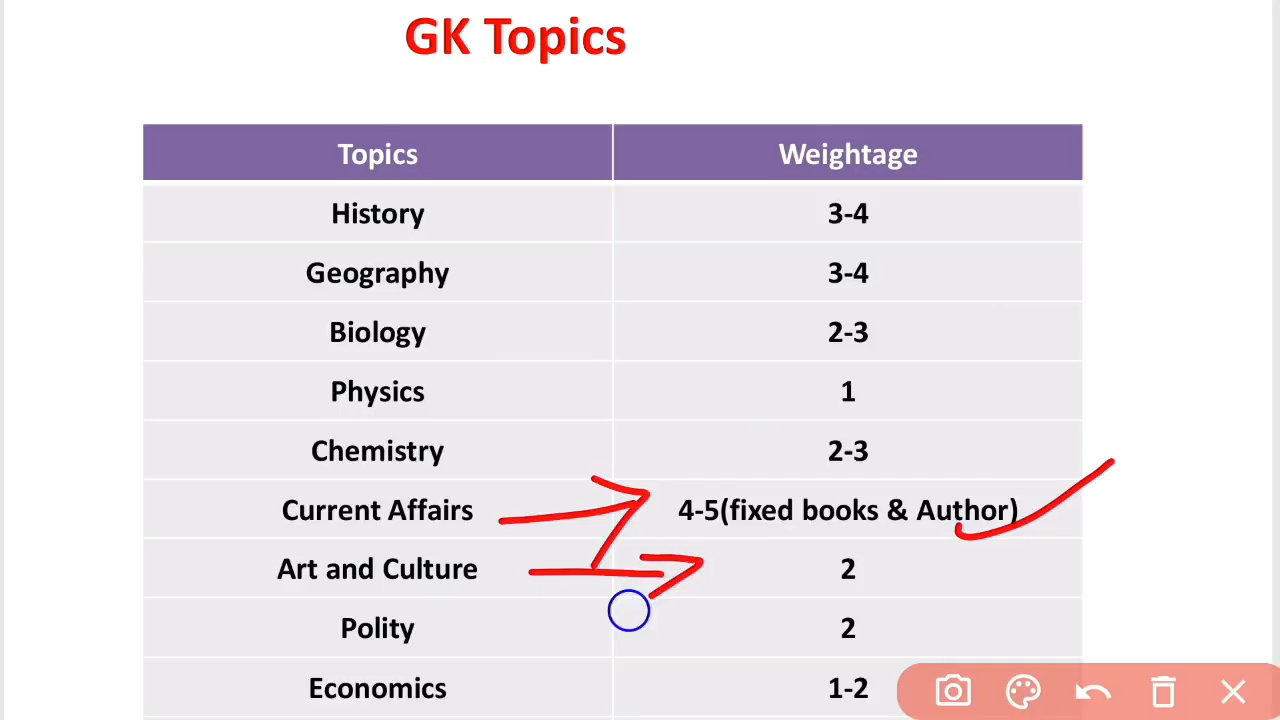 GK Topics
Topics Weightage
History 3-4
Geography 3-4
Biology 2-3
Physics 1
Chemistry 2-3
Current Affairs 4-5(fixed books & Author)
Art and Culture 2
Polity 2
Economics 1-2